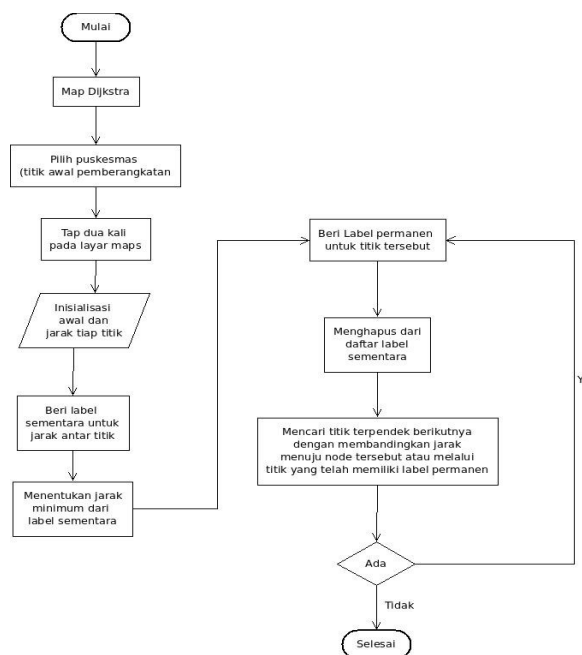 Mulai
Map Dijkstra
Pilih puskesmas
(titik awal pemberangkatan
Tap dua kali
pada layar maps
Inisialisasi
awal dan
jarak tiap titik
Beri label
sementara untuk
jarak antar titik
Menentukan jarak
minimum dari
label sementara
Beri Label permanen
untuk titik tersebut
Menghapus dari
daftar label
sementara
Mencari titik terpendek berikutnya
dengan membandingkan jarak
menuju node tersebut atau melalui
titik yang telah memiliki label permanen
Ada
Y
Tidak
Selesai